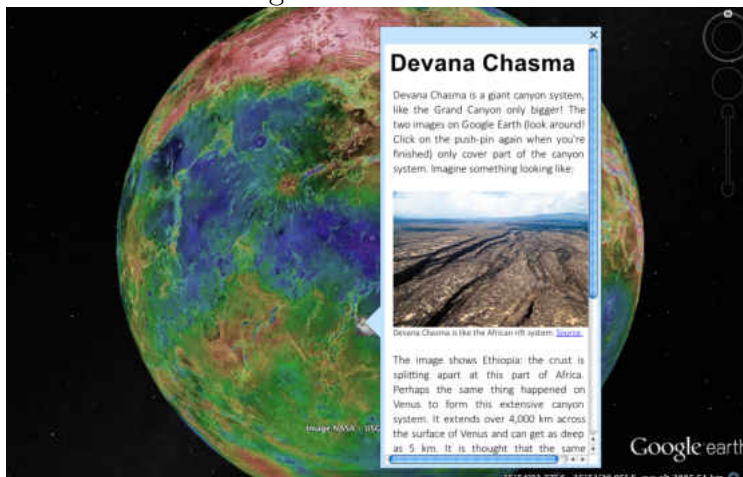 Devana Chasma
Devana Chasma is a giant canyon system,
like the Grand Canyon only bigger! The
two images on Google Earth (look around!
Click on the push-pin again when you're
finished) only cover part of the canyon
system. Imagine something looking like:
Devana Chasma is like the African rift system. Source.
The image shows Ethiopia: the crust is
splitting apart at this part of Africa.
Perhaps the same thing happened on
Venus to form this extensive canyon
system. It extends over 4,000 km across
the surface of Venus and can get as deep
as 5 km. It is thought that the same
Image NASA / USG
Google earth